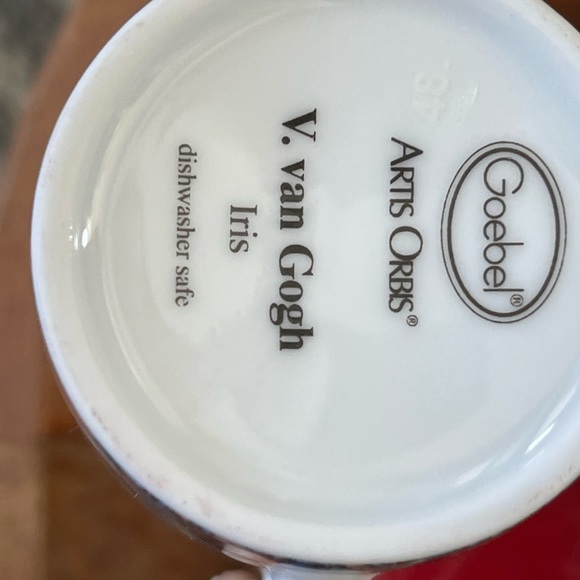 Goebel®
ARTIS ORBIS®
V. van Gogh
Iris
dishwasher safe